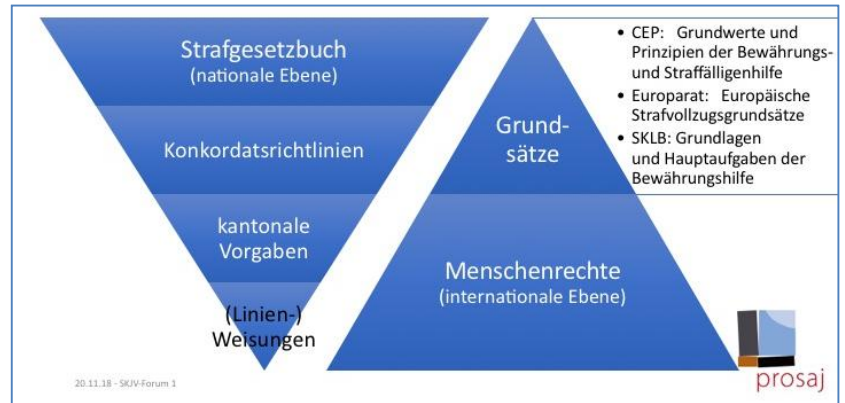 Strafgesetzbuch
(nationale Ebene)
Konkordatsrichtlinien
kantonale
Vorgaben
(Linien-)
Weisungen
Grund-
sätze
Menschenrechte
(internationale Ebene)
• CEP: Grundwerte und
Prinzipien der Bewährungs-
und Straffälligenhilfe
• Europarat: Europäische
Strafvollzugsgrundsätze
• SKLB: Grundlagen
und Hauptaufgaben der
Bewährungshilfe
20.11.18 - SKJV-Forum 1
prosaj